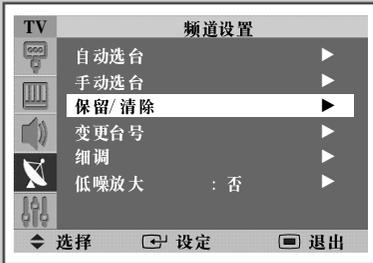 TV 频道设置
自动选台
手动选台
保留/清除
变更台号
细调
低噪放大 : 否
选择 设定 退出